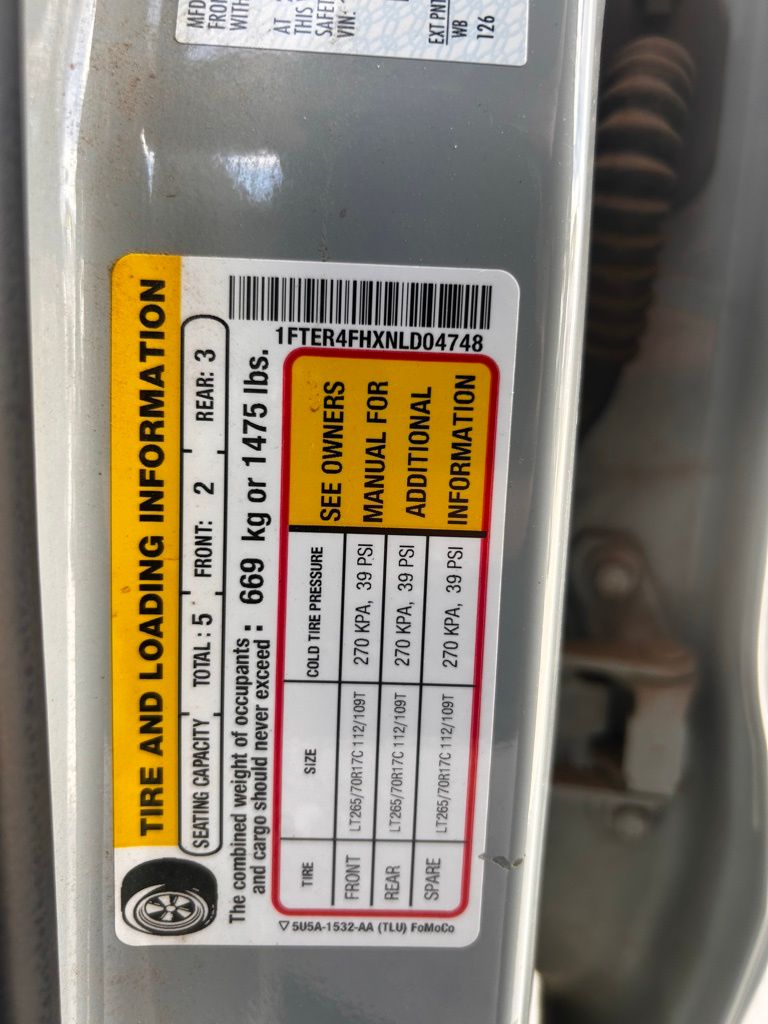 MFD
FRO
WITH
AT
THIS
SAFET
VIN:
EXT PNT
WB
126
TIRE AND LOADING INFORMATION
SEATING CAPACITY TOTAL: 5 FRONT: 2 REAR: 3
The combined weight of occupants
and cargo should never exceed : 669 kg or 1475 lbs.
1FTER4FHXNLD04748
TIRE SIZE COLD TIRE PRESSURE
FRONT LT265/70R17C 112/109T 270 KPA, 39 PSI
REAR LT265/70R17C 112/109T 270 KPA, 39 PSI
SPARE LT265/70R17C 112/109T 270 KPA, 39 PSI
SEE OWNERS
MANUAL FOR
ADDITIONAL
INFORMATION
5U5A-1532-AA (TLU) FoMoCo